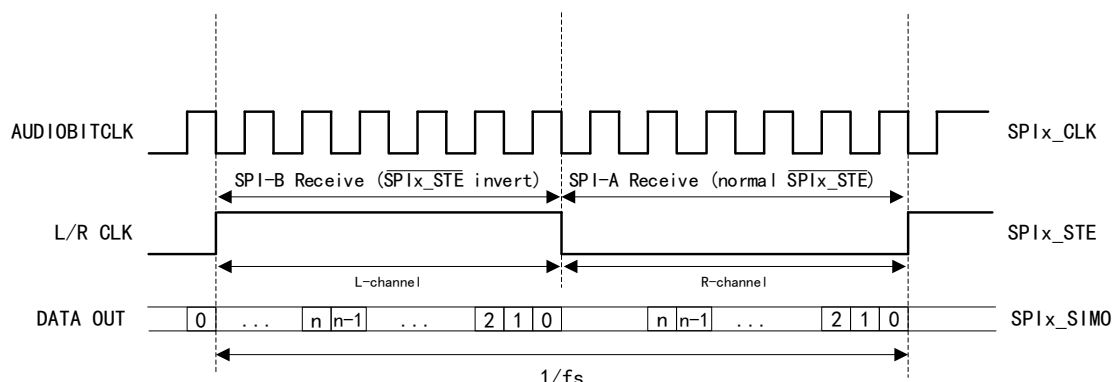 AUDIOBITCLK SPIx_CLK
SPI-B Receive (SPIx_STE invert) SPI-A Receive (normal SPIx_STE)
L/R CLK SPIx_STE
L-channel R-channel
DATA OUT 0 ... n n-1 ... 2 1 0 n n-1 ... 2 1 0 SPIx_SIMO
1/fs